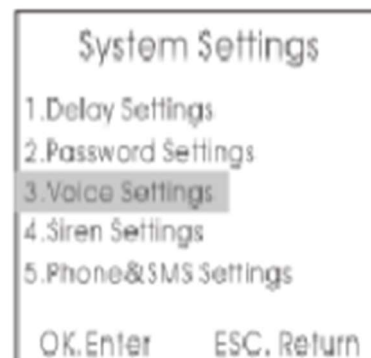 System Settings
1.Delay Settings
2.Password Settings
3.Voice Settings
4.Siren Settings
5.Phone&SMS Settings
OK.Enter ESC. Return